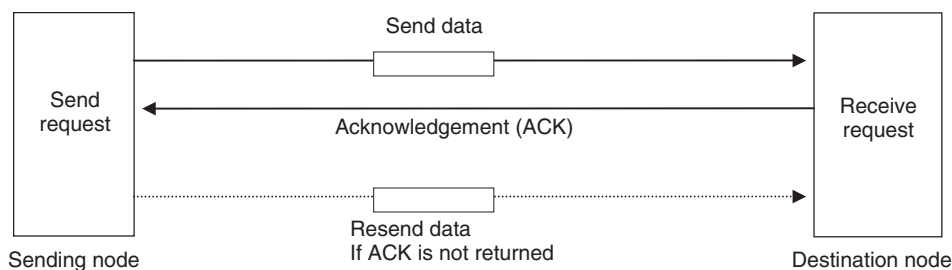 Send data
Send
request
Receive
request
Acknowledgement (ACK)
Resend data
If ACK is not returned
Sending node
Destination node